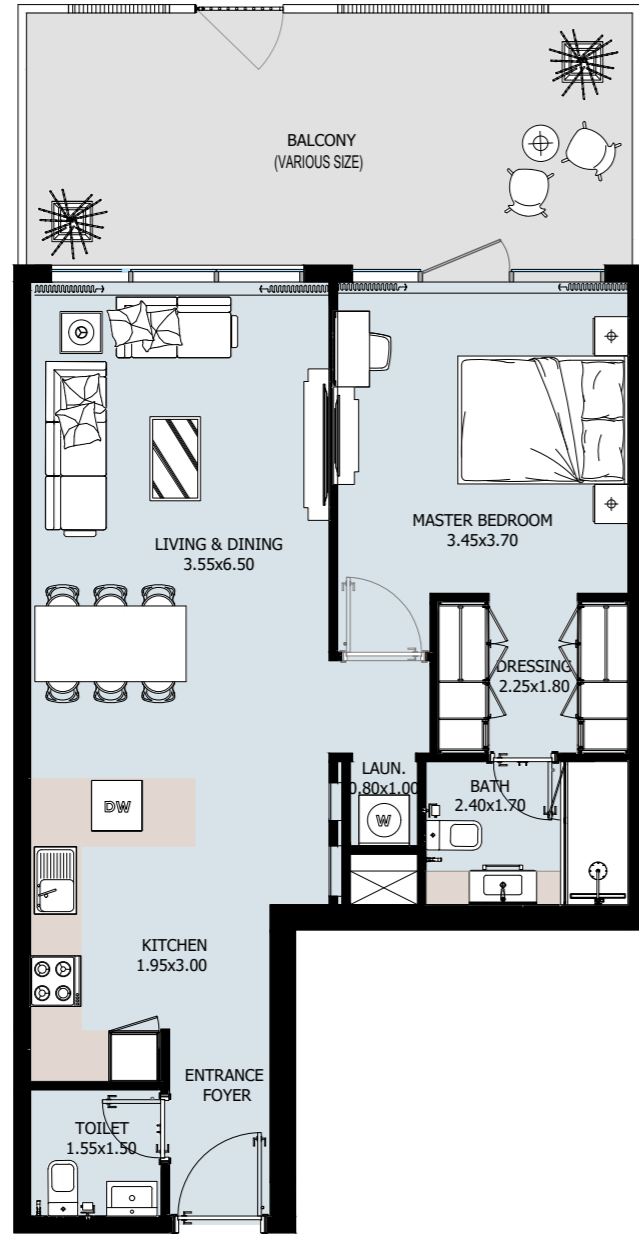 BALCONY
(VARIOUS SIZE)
LIVING & DINING
3.55x6.50
MASTER BEDROOM
3.45x3.70
DRESSING
2.25x1.80
LAUN.
0.80x1.00
W
BATH
2.40x1.70
DW
KITCHEN
1.95x3.00
ENTRANCE
FOYER
TOILET
1.55x1.50